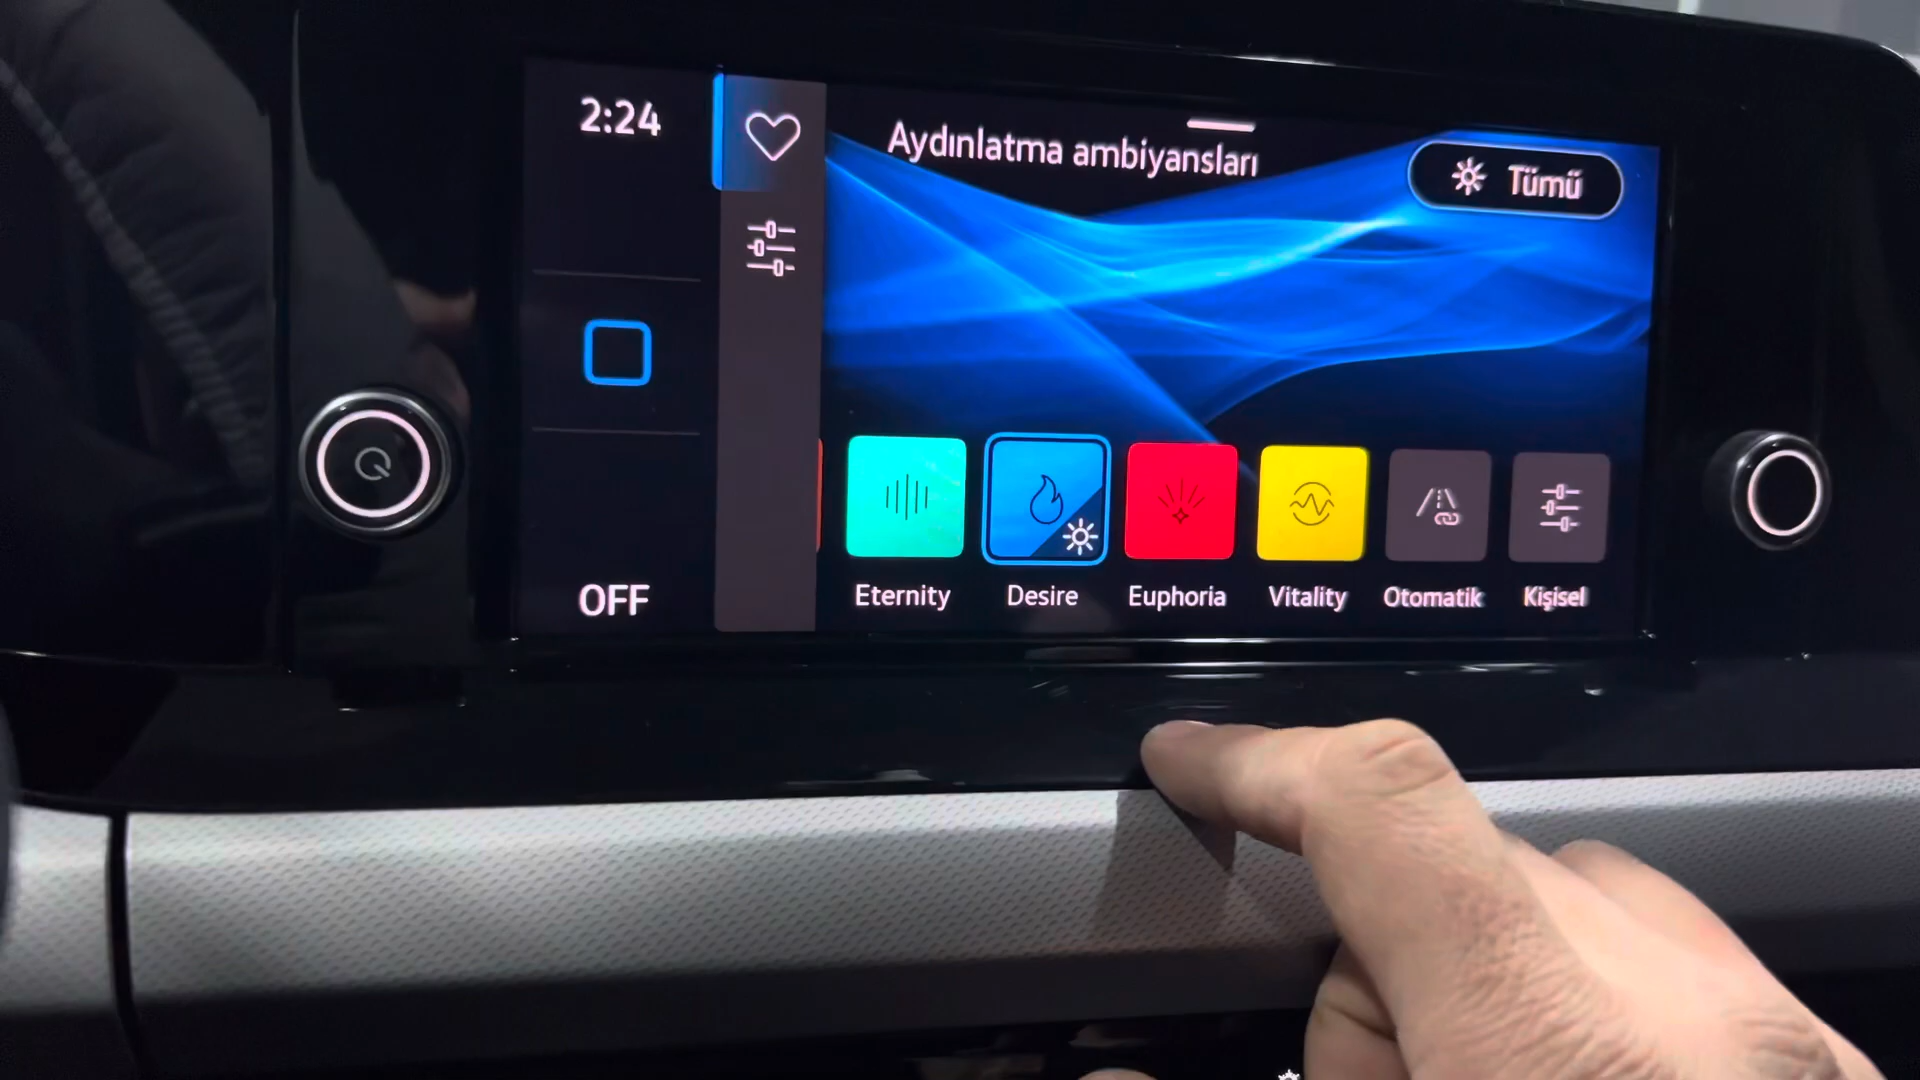 2:24
Aydınlatma ambiyansları
Tümü
Eternity
Desire
Euphoria
Vitality
Otomatik
Kişisel
OFF